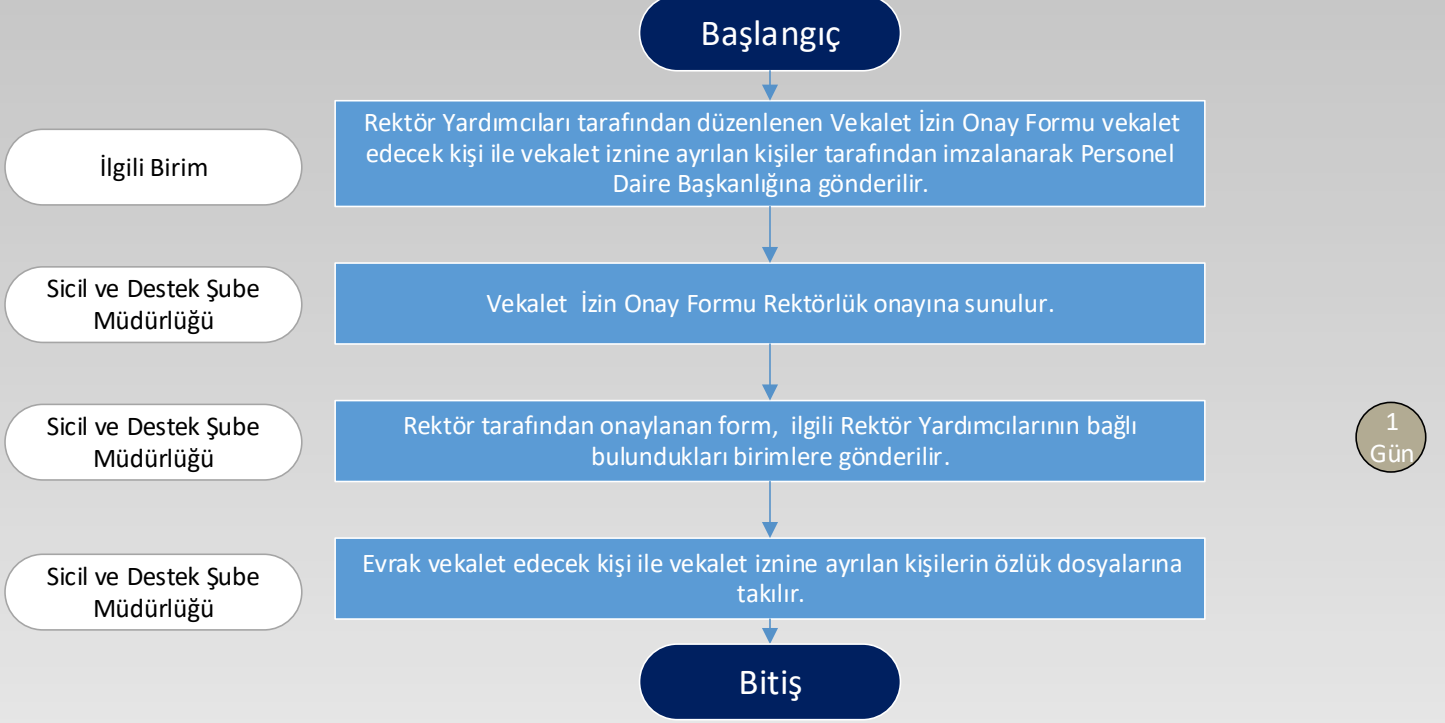 Başlangıç
İlgili Birim
Rektör Yardımcıları tarafından düzenlenen Vekalet İzin Onay Formu vekalet
edecek kişi ile vekalet iznine ayrılan kişiler tarafından imzalanarak Personel
Daire Başkanlığına gönderilir.
Sicil ve Destek Şube
Müdürlüğü
Vekalet  İzin Onay Formu Rektörlük onayına sunulur.
Sicil ve Destek Şube
Müdürlüğü
Rektör tarafından onaylanan form,  ilgili Rektör Yardımcılarının bağlı
bulundukları birimlere gönderilir.
1
Gün
Sicil ve Destek Şube
Müdürlüğü
Evrak vekalet edecek kişi ile vekalet iznine ayrılan kişilerin özlük dosyalarına
takılır.
Bitiş